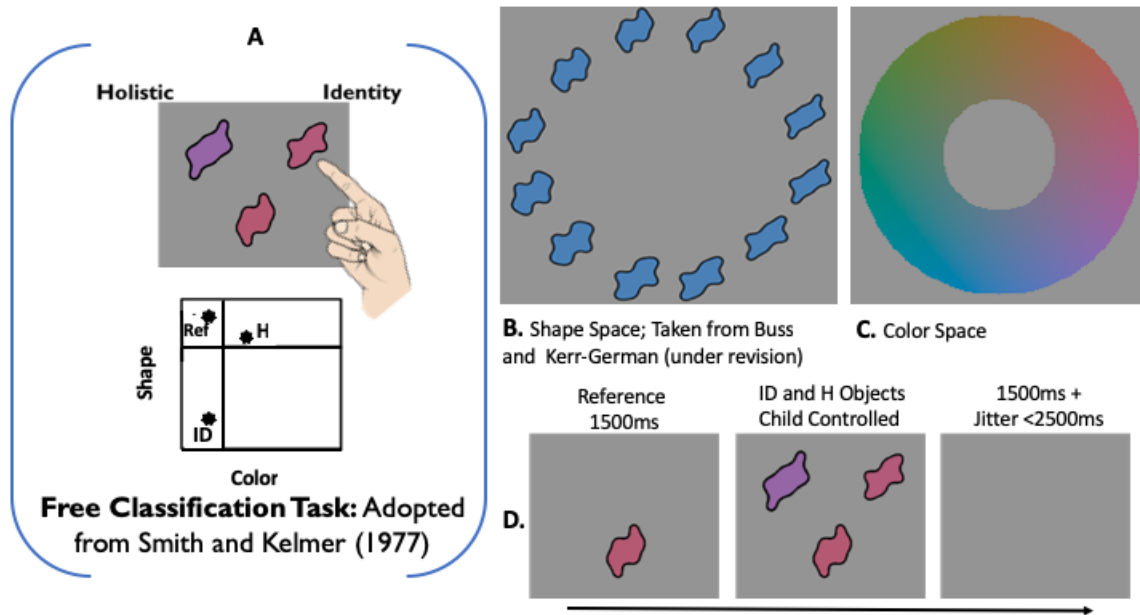 A
Holistic
Identity
Ref
H
Shape
ID
Color
Free Classification Task: Adopted
from Smith and Kelmer (1977)
B. Shape Space; Taken from Buss
and Kerr-German (under revision)
C. Color Space
Reference
1500ms
ID and H Objects
Child Controlled
1500ms +
Jitter <2500ms
D.